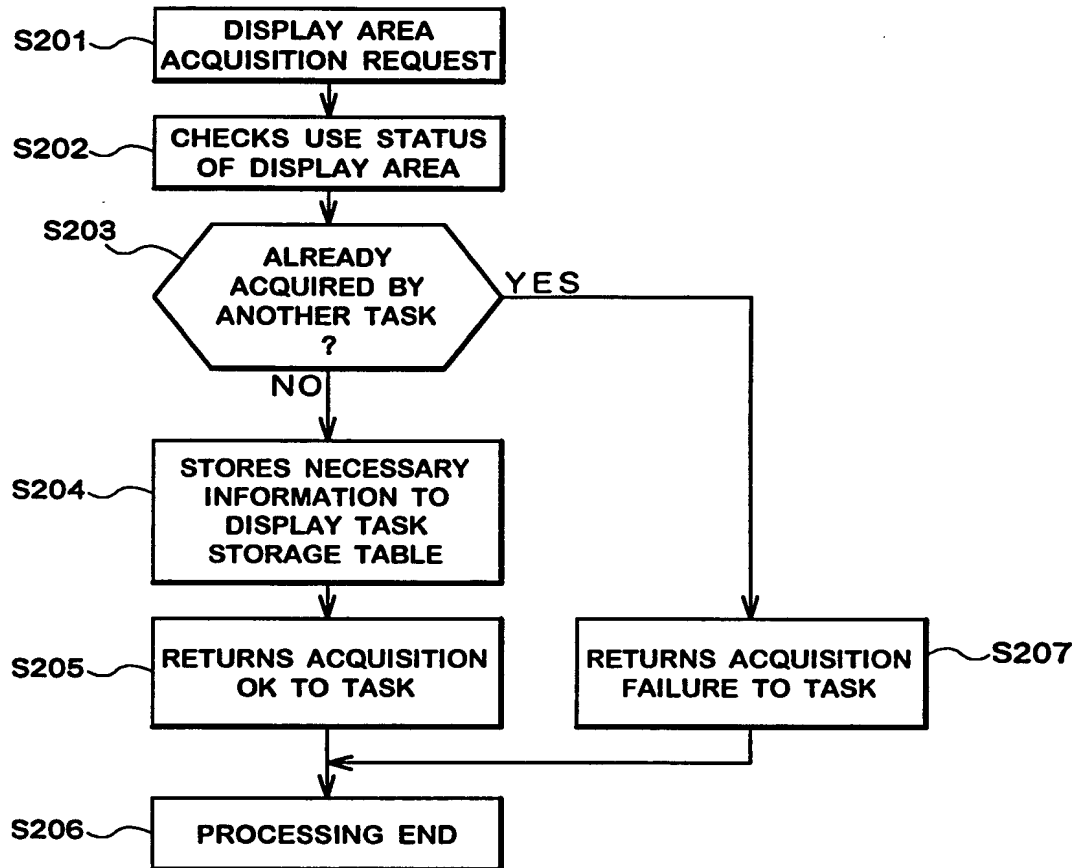 S201
DISPLAY AREA
ACQUISITION REQUEST
S202
CHECKS USE STATUS
OF DISPLAY AREA
S203
ALREADY
ACQUIRED BY
ANOTHER TASK
?
YES
NO
S204
STORES NECESSARY
INFORMATION TO
DISPLAY TASK
STORAGE TABLE
S205
RETURNS ACQUISITION
OK TO TASK
RETURNS ACQUISITION
FAILURE TO TASK
S207
S206
PROCESSING END